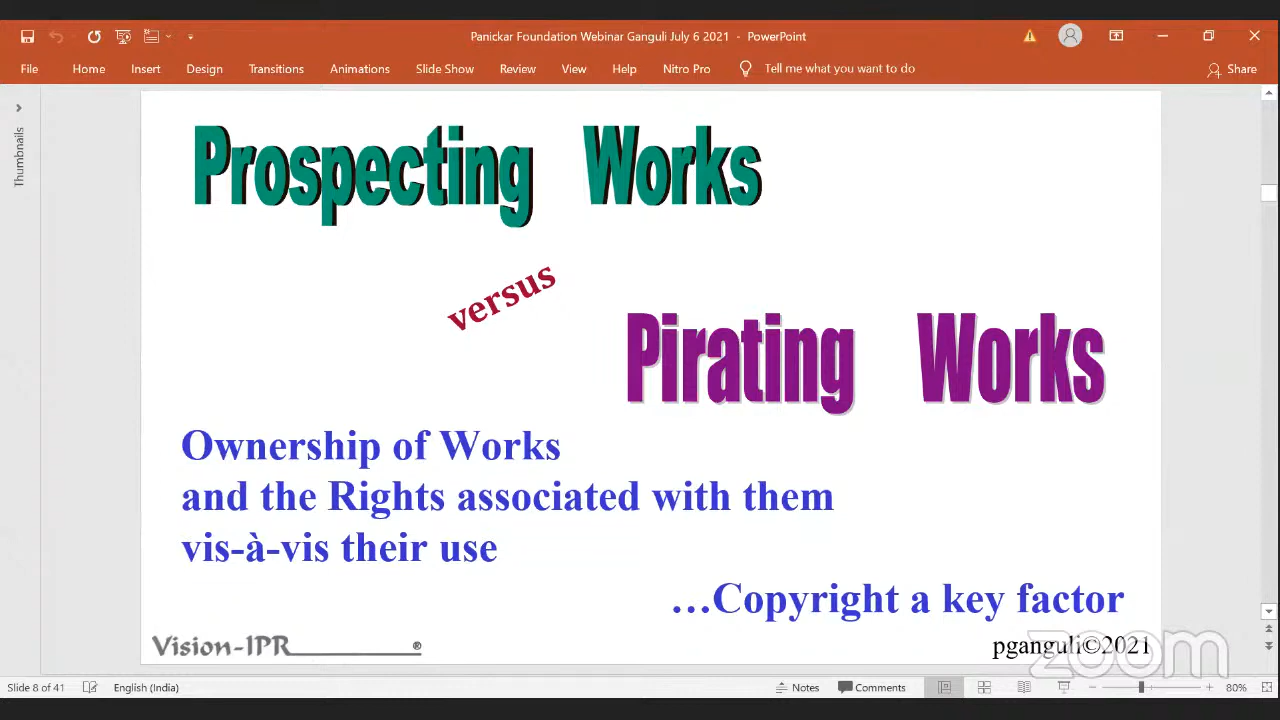 Panickar Foundation Webinar Ganguli July 6 2021 - PowerPoint
File Home Insert Design Transitions Animations Slide Show Review View Help Nitro Pro Tell me what you want to do Share
Thumbnails
Prospecting Works
versus
Pirating Works
Ownership of Works
and the Rights associated with them
vis-à-vis their use
...Copyright a key factor
Vision-IPR ®
pganguli©2021
zoom
Slide 8 of 41 English (India) Notes Comments 80%